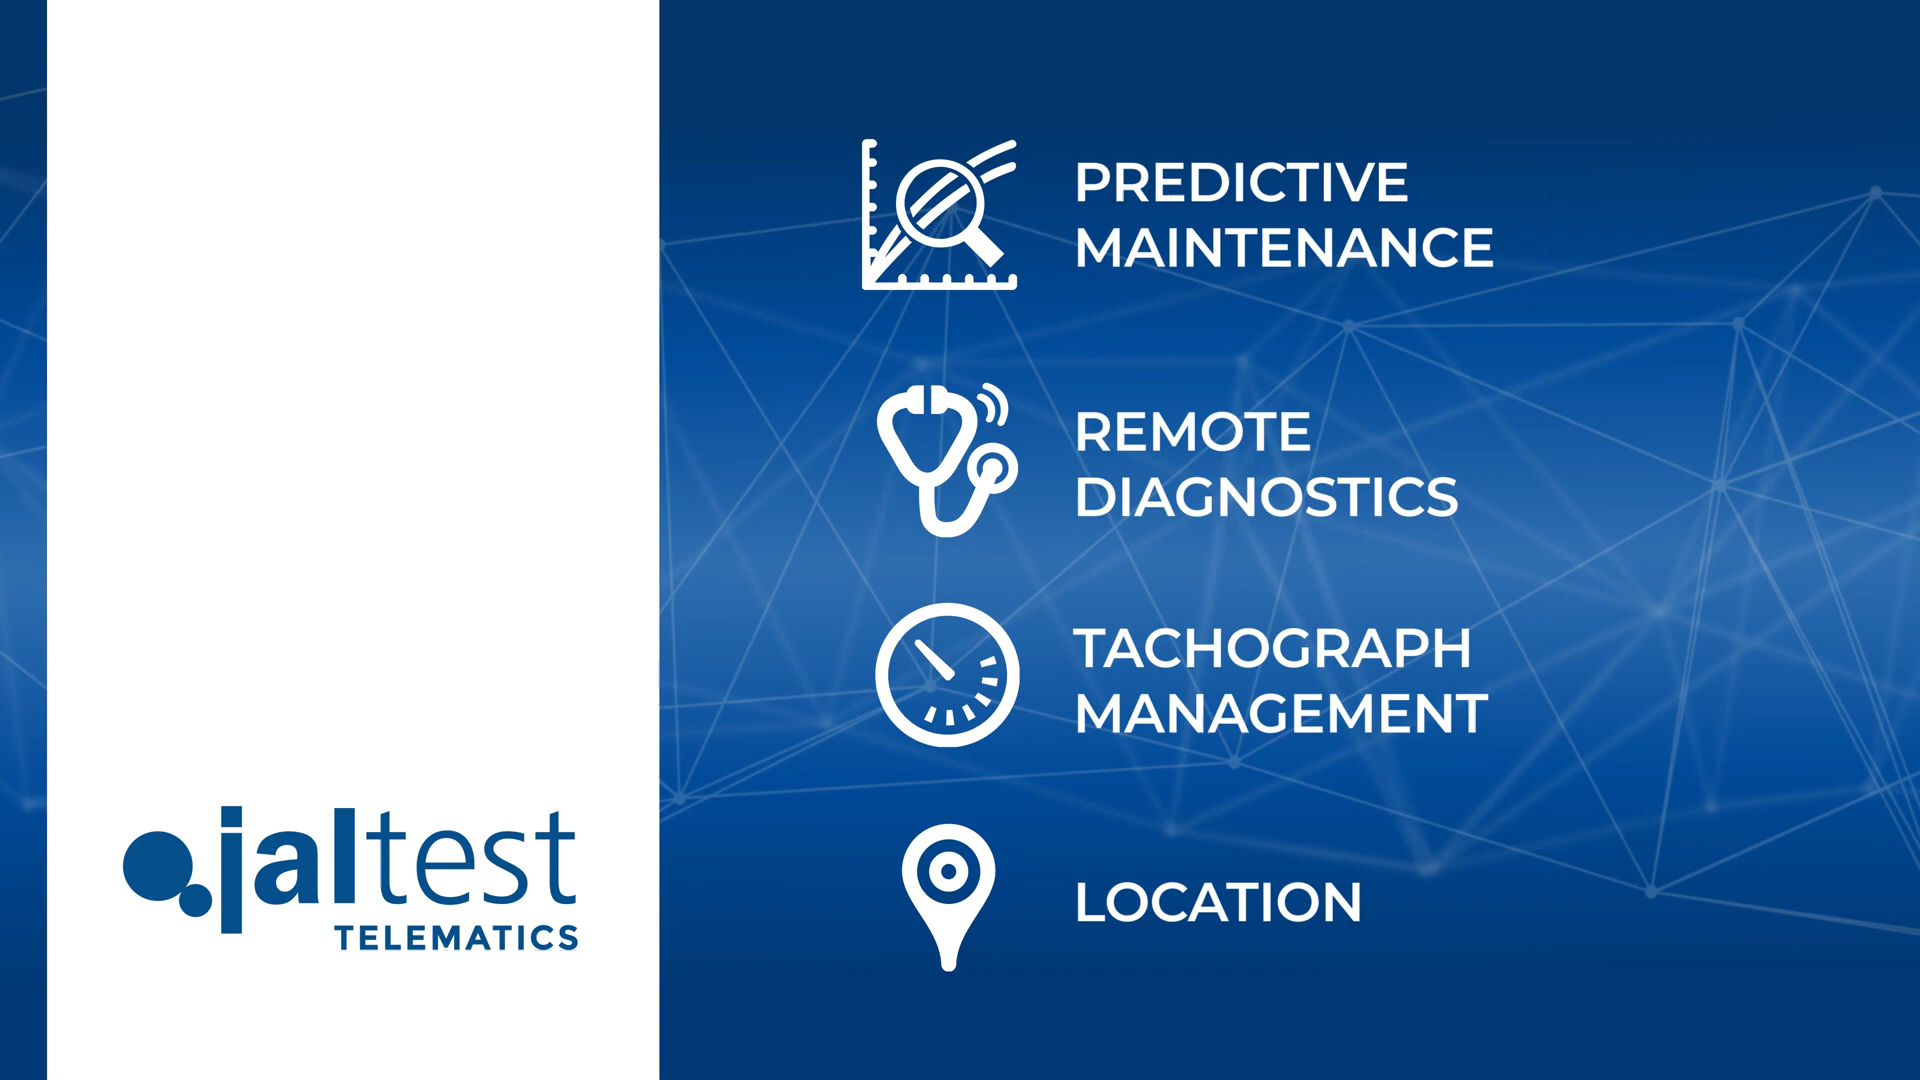 jaltest
TELEMATICS
PREDICTIVE
MAINTENANCE
REMOTE
DIAGNOSTICS
TACHOGRAPH
MANAGEMENT
LOCATION